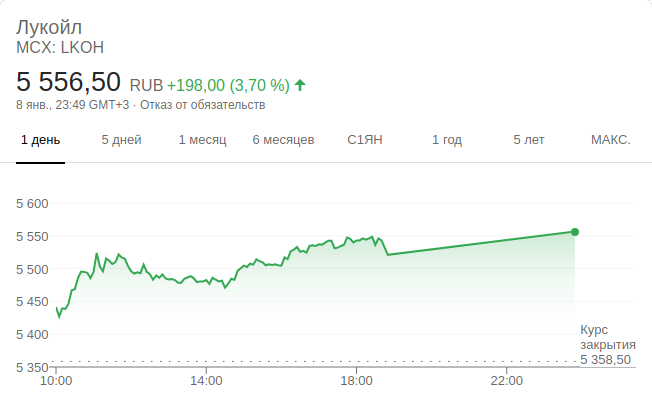 Лукойл
MCX: LKOH
5 556,50 RUB +198,00 (3,70 %)
8 янв., 23:49 GMT+3 · Отказ от обязательств
1 день 5 дней 1 месяц 6 месяцев С1ЯН 1 год 5 лет МАКС.
5 600
5 550
5 500
5 450
5 400
5 350
Курс
закрытия
5 358,50
10:00 14:00 18:00 22:00